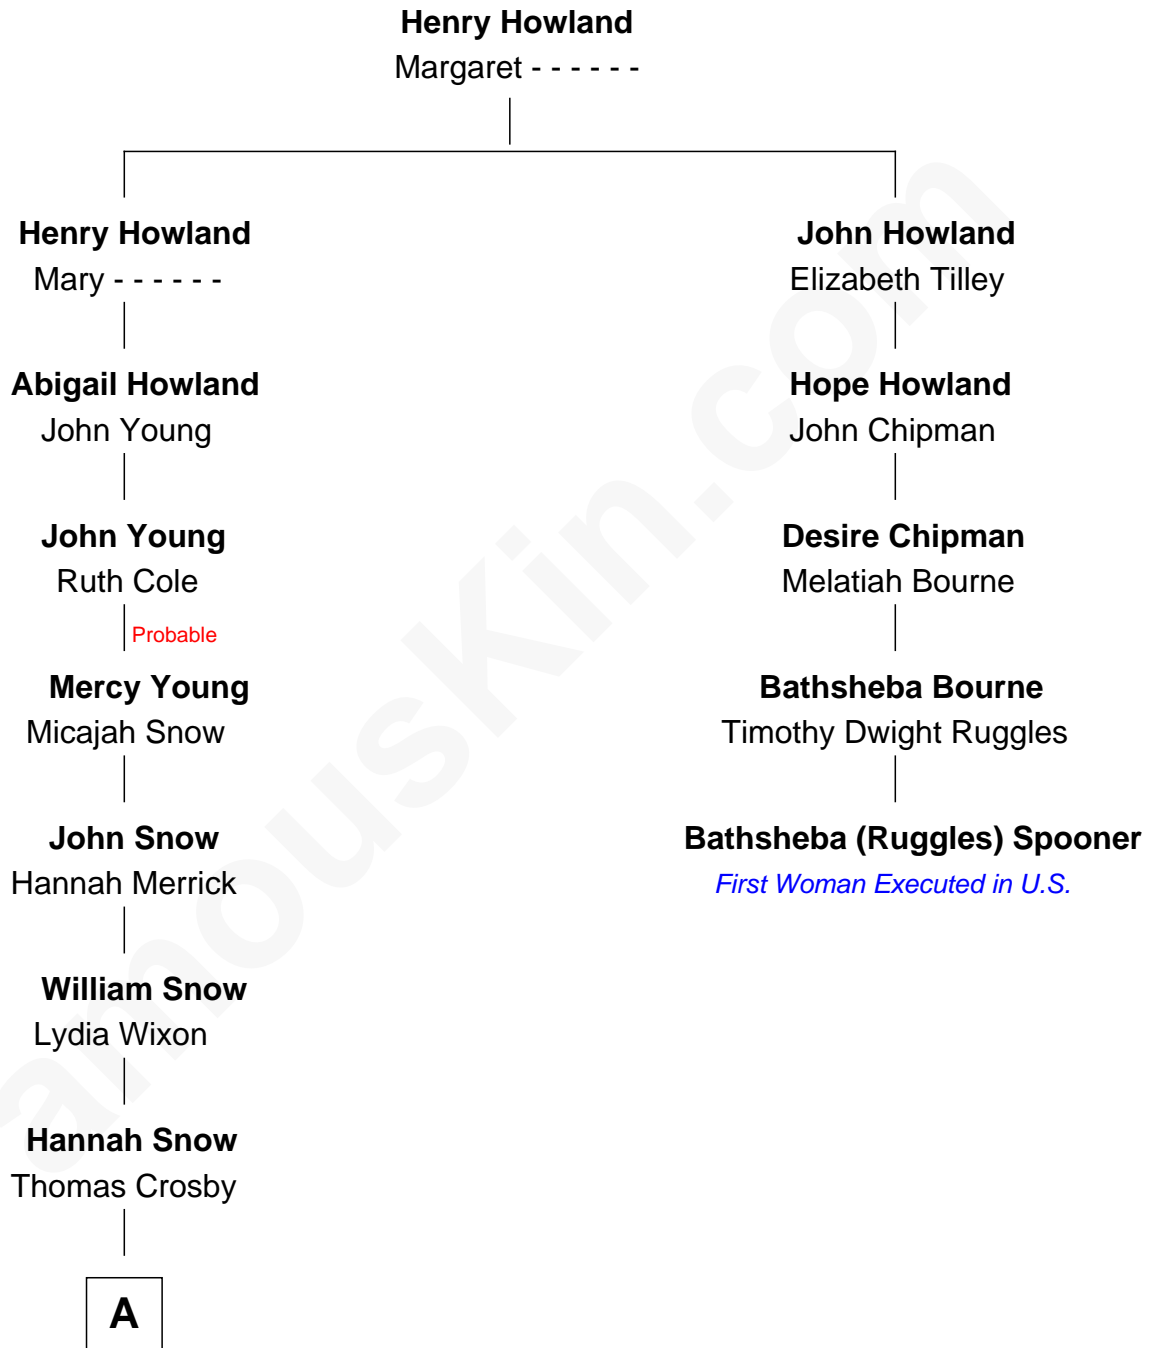 Henry Howland
Margaret - - - - - -
Henry Howland
Mary - - - - - -
John Howland
Elizabeth Tilley
Abigail Howland
John Young
Hope Howland
John Chipman
John Young
Ruth Cole
Desire Chipman
Melatiah Bourne
Probable
Mercy Young
Micajah Snow
Bathsheba Bourne
Timothy Dwight Ruggles
John Snow
Hannah Merrick
Bathsheba (Ruggles) Spooner
First Woman Executed in U.S.
William Snow
Lydia Wixon
Hannah Snow
Thomas Crosby
A
amousKin.com